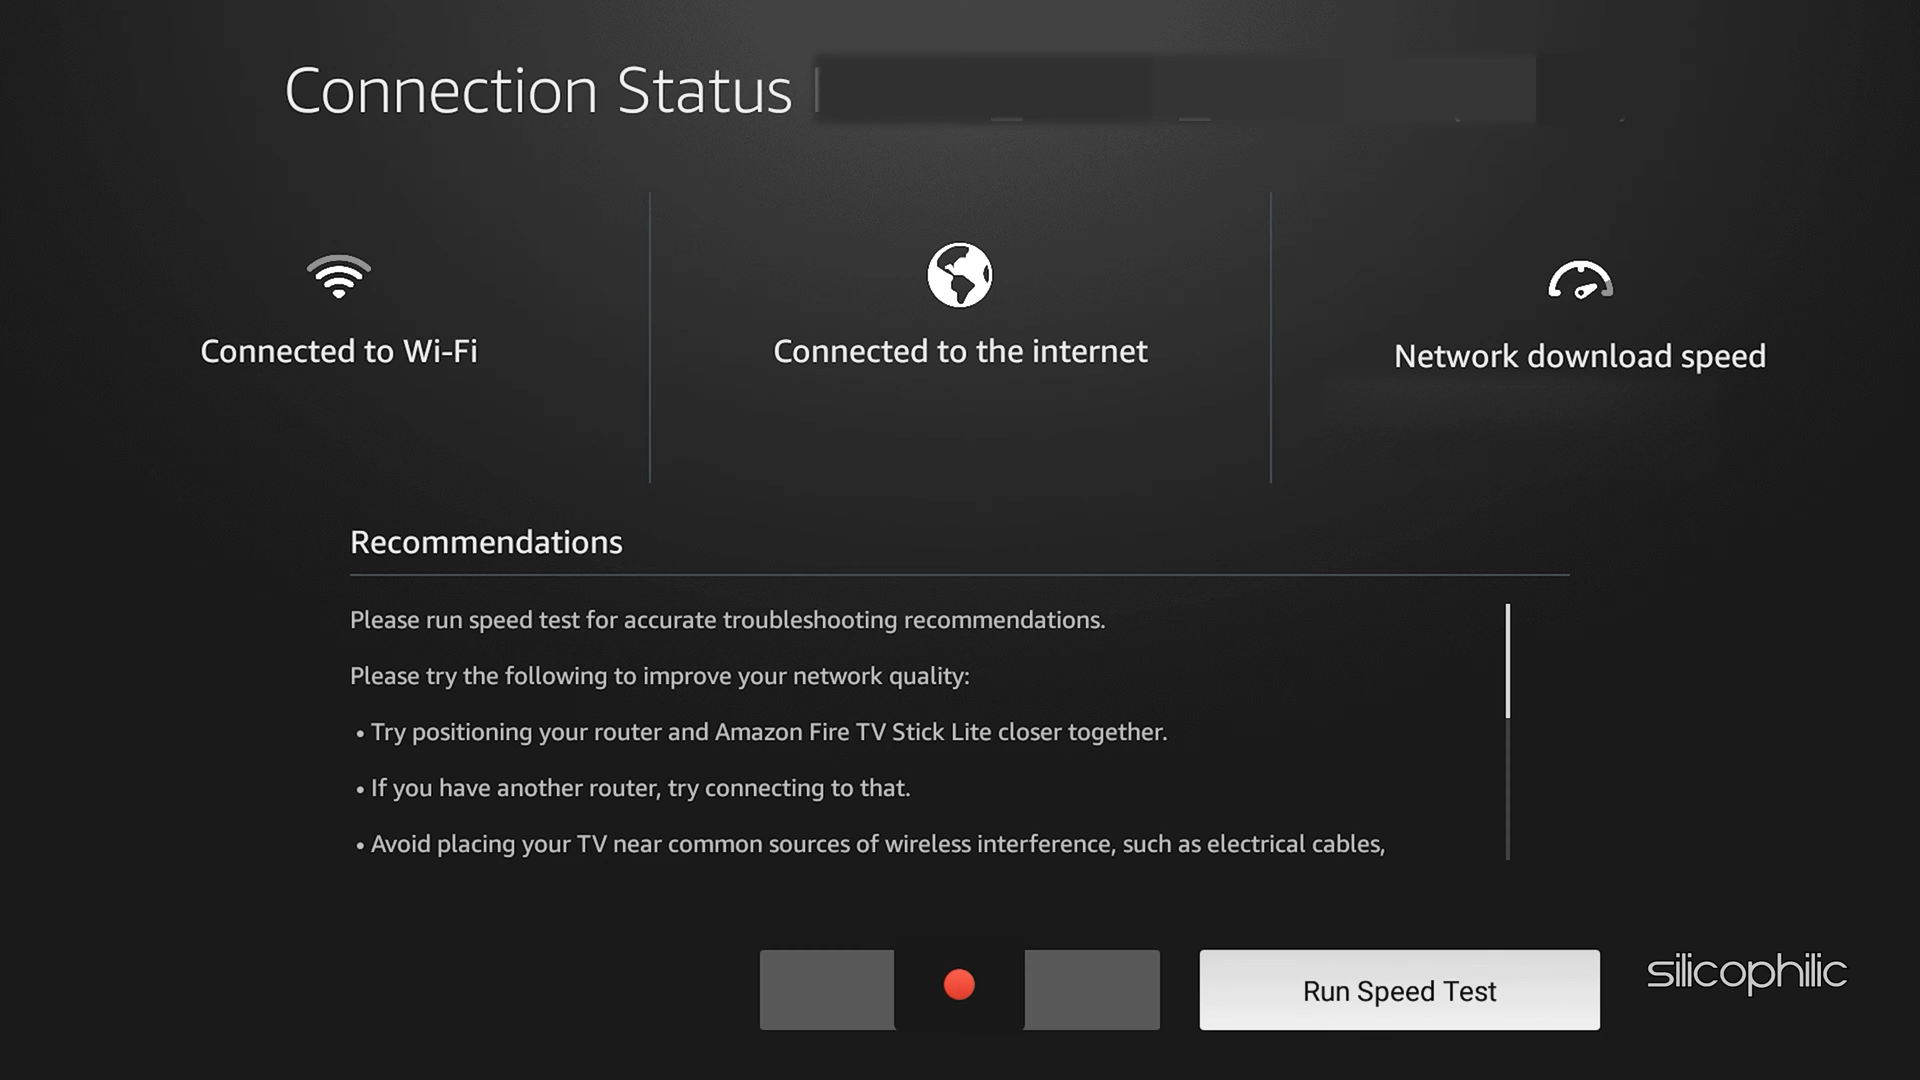 Connection Status
Connected to Wi-Fi
Connected to the internet
Network download speed
Recommendations
Please run speed test for accurate troubleshooting recommendations.
Please try the following to improve your network quality:
• Try positioning your router and Amazon Fire TV Stick Lite closer together.
• If you have another router, try connecting to that.
• Avoid placing your TV near common sources of wireless interference, such as electrical cables,
Run Speed Test
silicophilic